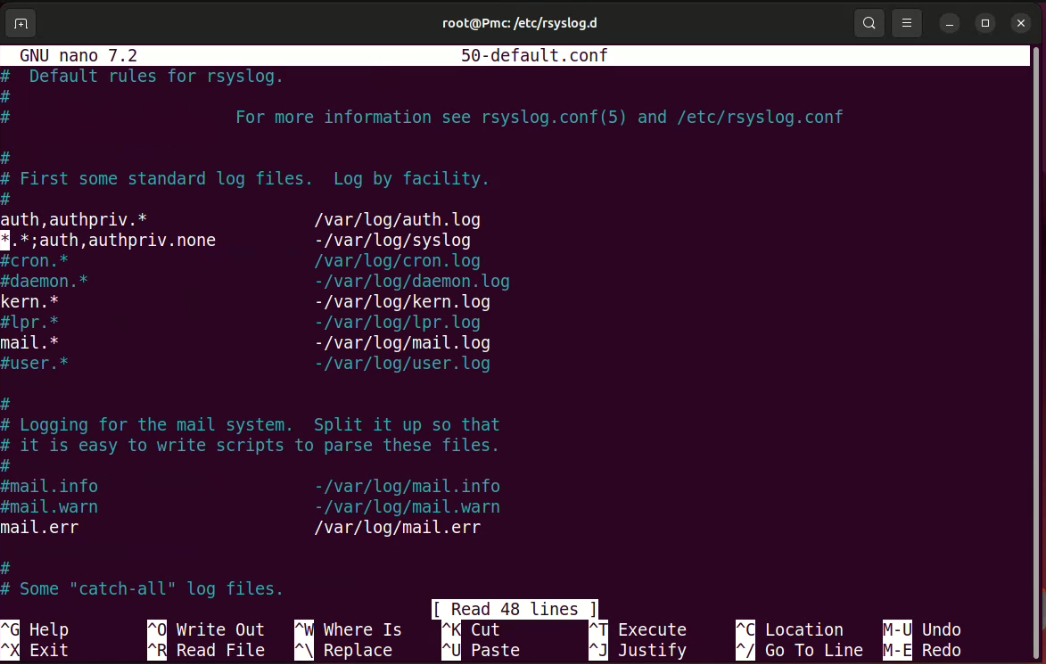 root@Pmc: /etc/rsyslog.d
GNU nano 7.2 50-default.conf
#  Default rules for rsyslog.
#
# For more information see rsyslog.conf(5) and /etc/rsyslog.conf
#
# First some standard log files.  Log by facility.
#
auth,authpriv.* /var/log/auth.log
*.*;auth,authpriv.none -/var/log/syslog
#cron.* /var/log/cron.log
#daemon.* -/var/log/daemon.log
kern.* -/var/log/kern.log
#lpr.* -/var/log/lpr.log
mail.* -/var/log/mail.log
#user.* -/var/log/user.log
#
# Logging for the mail system.  Split it up so that
# it is easy to write scripts to parse these files.
#
#mail.info -/var/log/mail.info
#mail.warn -/var/log/mail.warn
mail.err /var/log/mail.err
#
# Some "catch-all" log files.
[ Read 48 lines ]
^G Help ^O Write Out ^W Where Is ^K Cut ^T Execute ^C Location M-U Undo
^X Exit ^R Read File ^\ Replace ^U Paste ^J Justify ^/ Go To Line M-E Redo